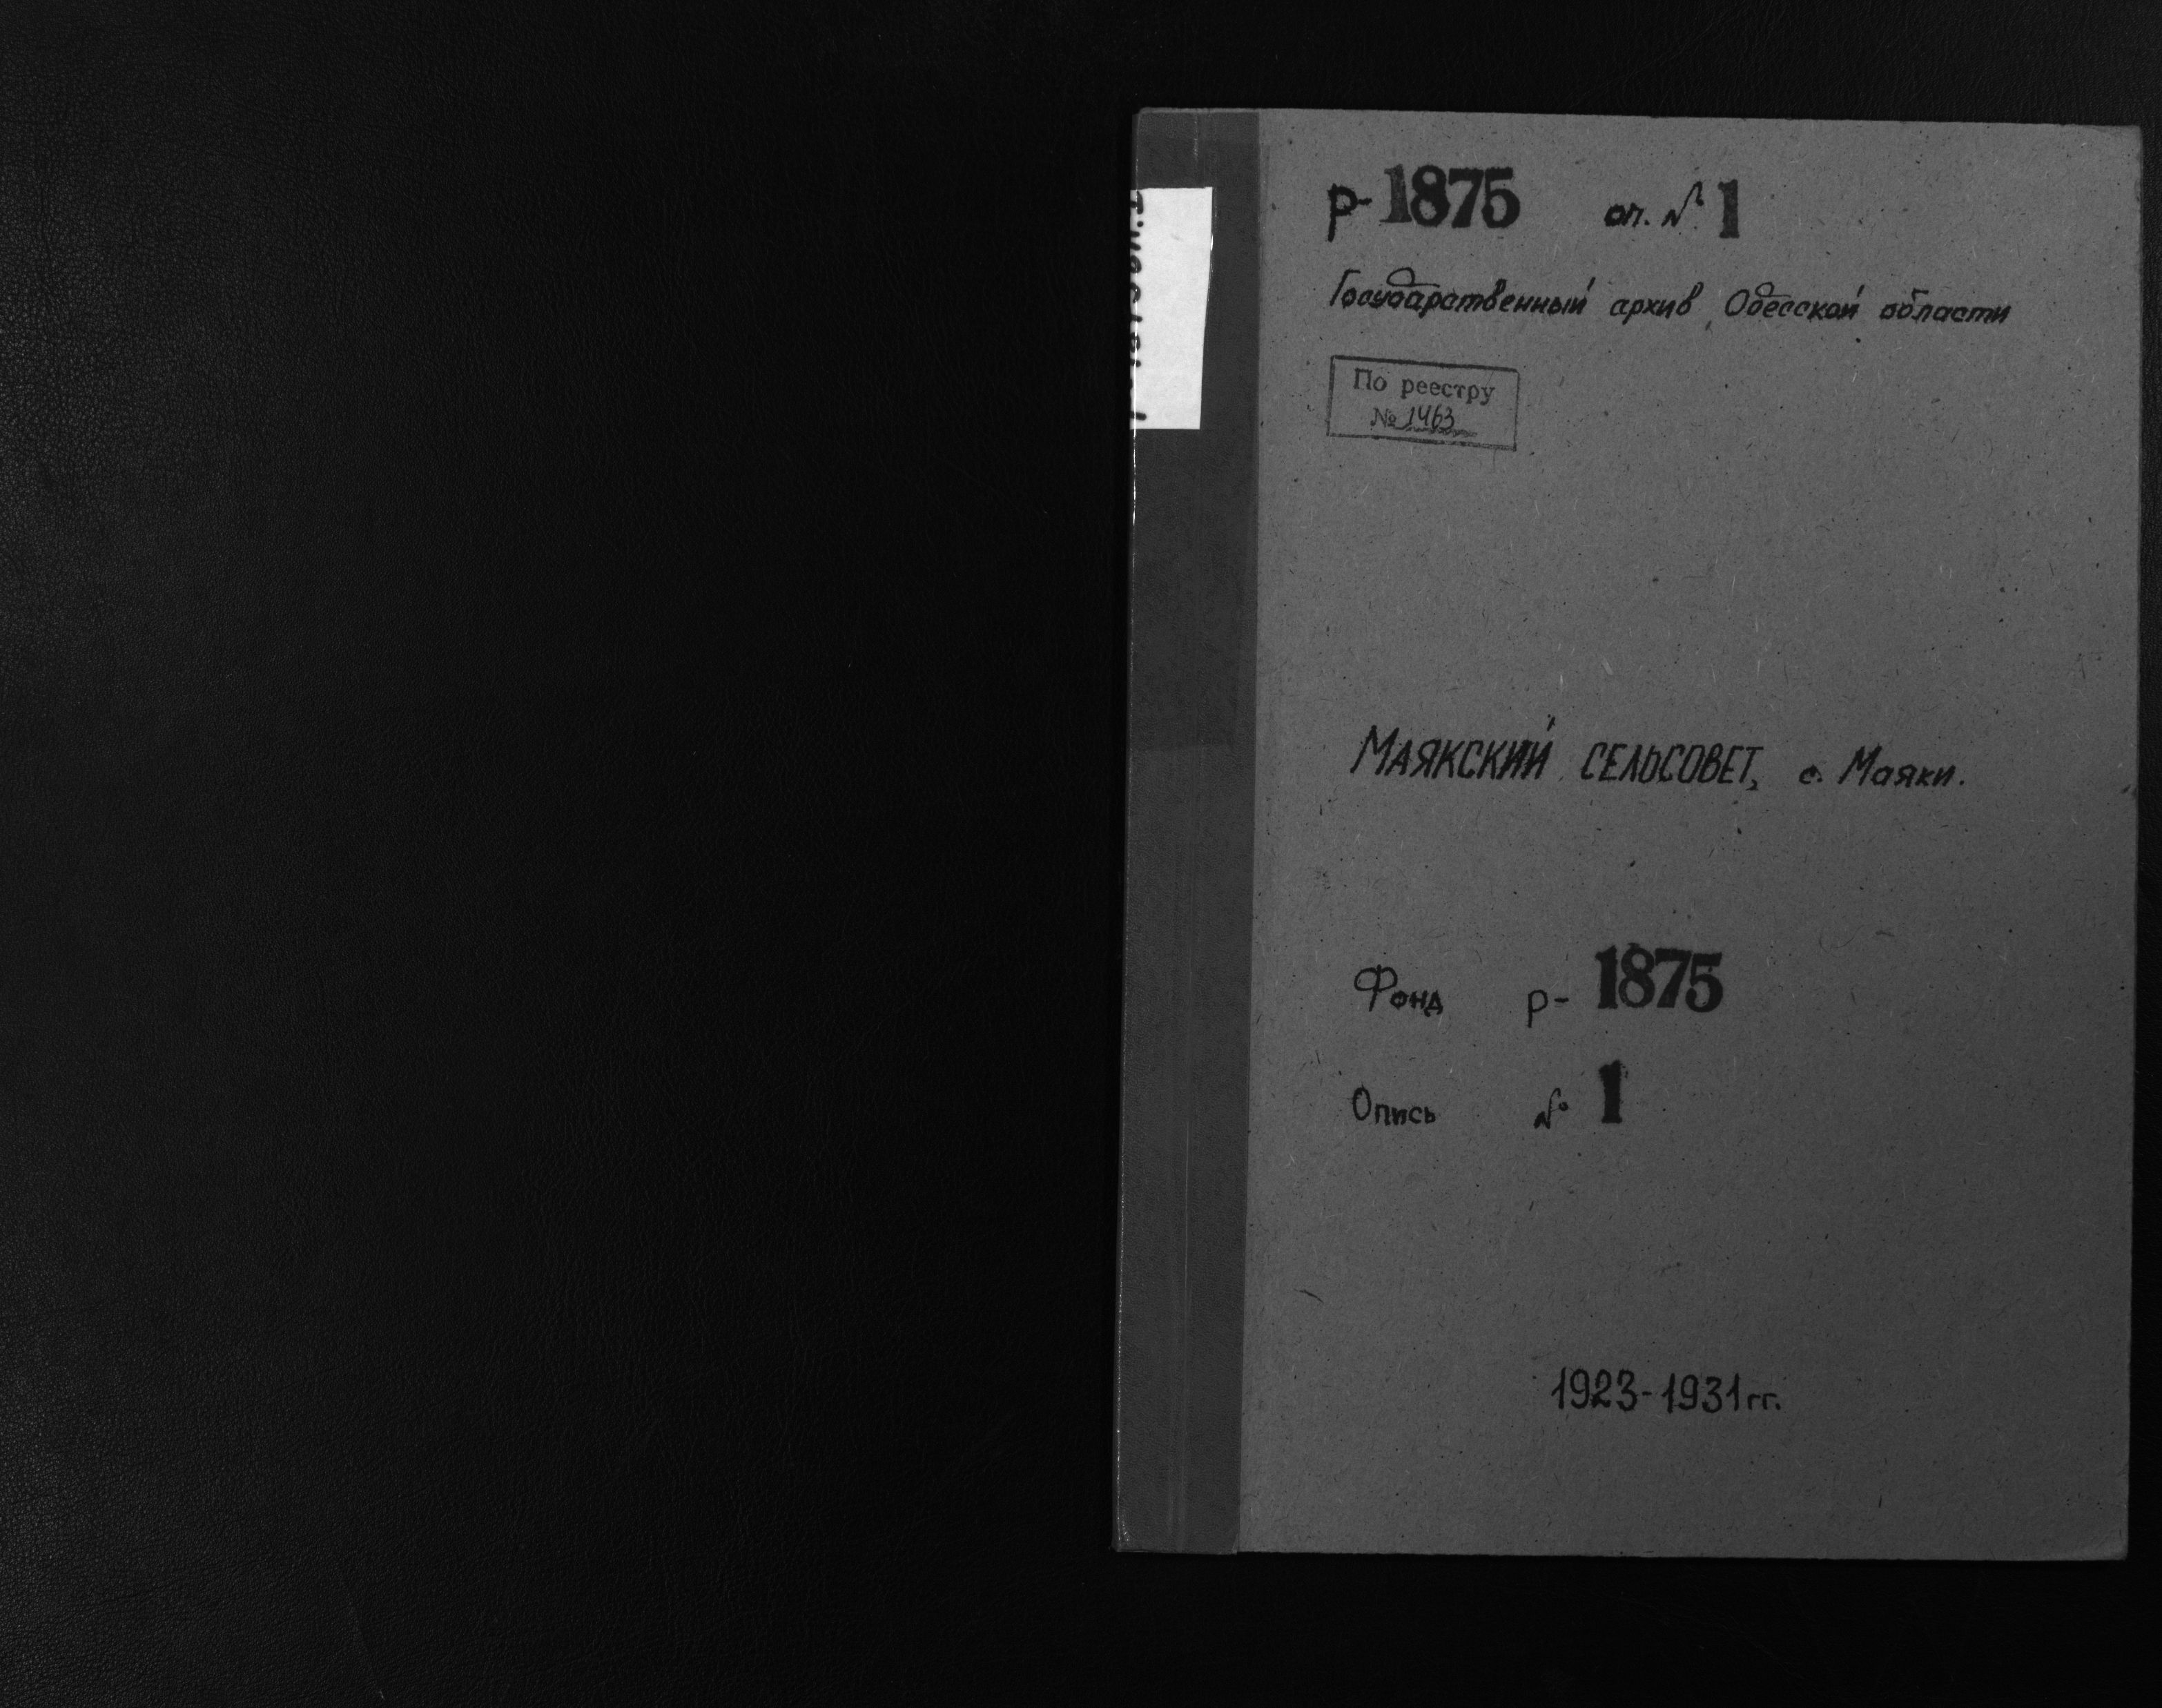 р-1875 оп. № 1
Государственный архив Одесской области
По реестру
№ 1463
МАЯКСКИЙ СЕЛЬСОВЕТ, с. Маяки.
Фонд р- 1875
Опись № 1
1923-1931 гг.